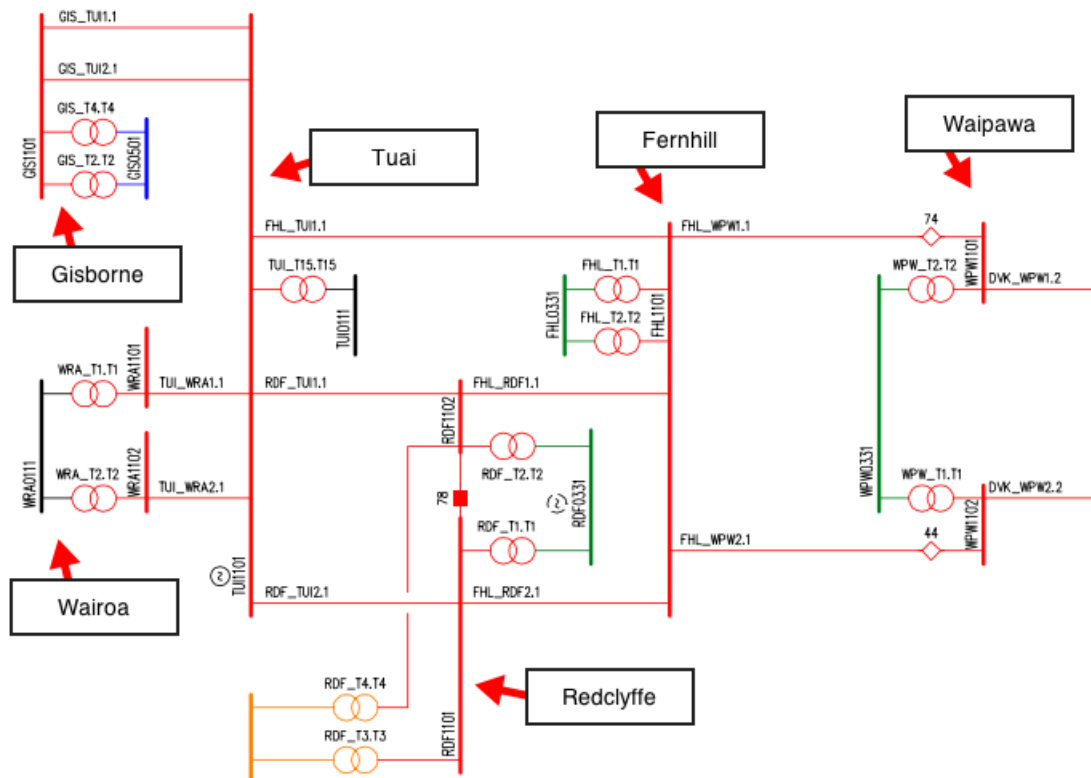 GIS_TUI1.1
GIS_TUI2.1
GIS_T4.T4
GIS_T2.T2
GIS1101
GIS0501
Gisborne
Tuai
Fernhill
Waipawa
FHL_TUI1.1
FHL_WPW1.1
74
TUI_T15.T15
TUI0111
FHL_T1.T1
FHL_T2.T2
FHL0331
FHL1101
WPW_T2.T2
WPW1101
DVK_WPW1.2
WRA_T1.T1
WRA1101
TUI_WRA1.1
RDF_TUI1.1
FHL_RDF1.1
RDF1102
RDF_T2.T2
WRA0111
WRA_T2.T2
WRA1102
TUI_WRA2.1
78
RDF_T1.T1
RDF0331
WPW0331
WPW_T1.T1
DVK_WPW2.2
WPW1102
44
FHL_WPW2.1
Wairoa
TUI1101
RDF_TUI2.1
FHL_RDF2.1
RDF_T4.T4
RDF_T3.T3
RDF1101
Redclyffe